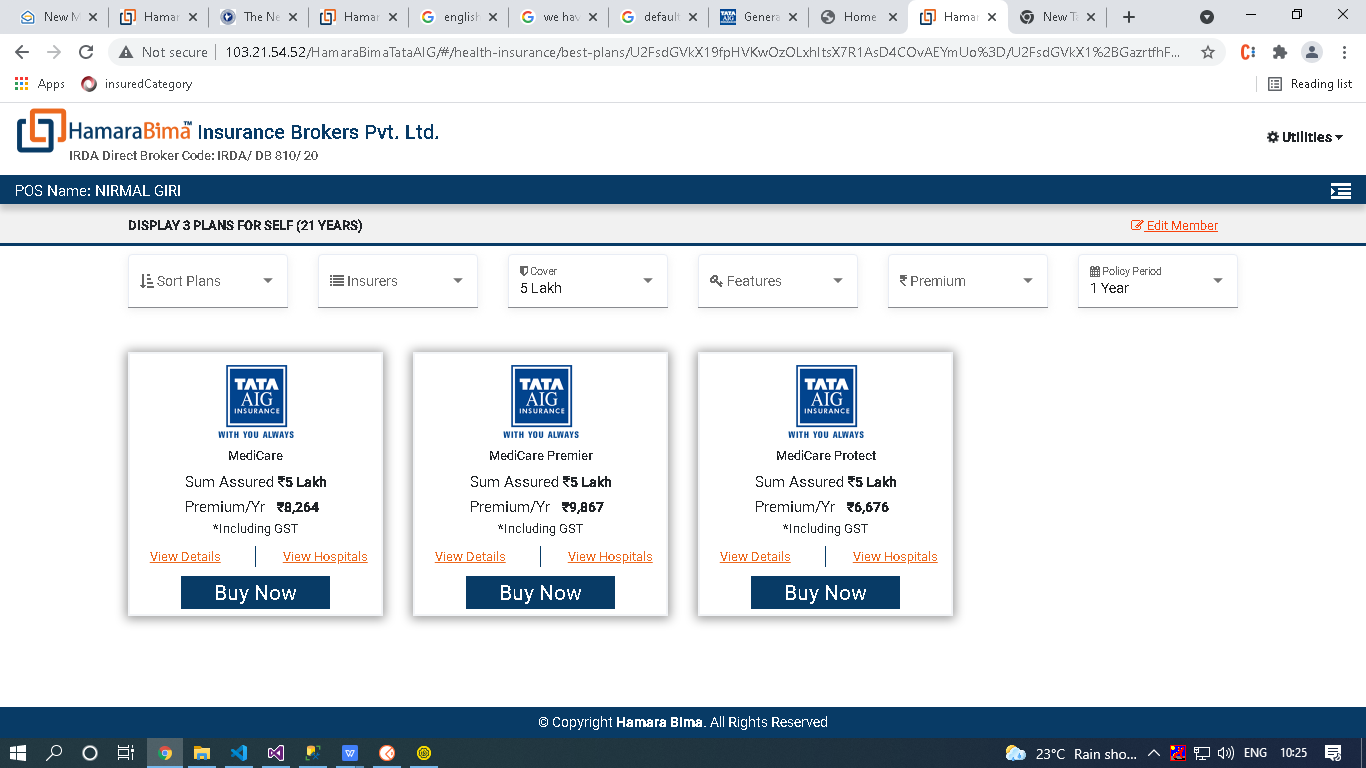 New M
Hamar
The Ne
Hamar
english
we hav
default
Genera
Home
Hamar
New T
Not secure
103.21.54.52/HamaraBimaTataAIG/#/health-insurance/best-plans/U2FsdGVkX19fpHVKwOzOLxhItsX7R1AsD4COvAEYmUo%3D/U2FsdGVkX1%2BGazrtfhF...
Apps
insuredCategory
Reading list
HamaraBima™ Insurance Brokers Pvt. Ltd.
IRDA Direct Broker Code: IRDA/ DB 810/ 20
Utilities
POS Name: NIRMAL GIRI
DISPLAY 3 PLANS FOR SELF (21 YEARS)
Edit Member
Sort Plans
Insurers
Cover
5 Lakh
Features
₹ Premium
Policy Period
1 Year
TATA
AIG
INSURANCE
WITH YOU ALWAYS
MediCare
Sum Assured ₹5 Lakh
Premium/Yr ₹8,264
*Including GST
View Details
View Hospitals
Buy Now
TATA
AIG
INSURANCE
WITH YOU ALWAYS
MediCare Premier
Sum Assured ₹5 Lakh
Premium/Yr ₹9,867
*Including GST
View Details
View Hospitals
Buy Now
TATA
AIG
INSURANCE
WITH YOU ALWAYS
MediCare Protect
Sum Assured ₹5 Lakh
Premium/Yr ₹6,676
*Including GST
View Details
View Hospitals
Buy Now
© Copyright Hamara Bima. All Rights Reserved
23°C Rain sho...
ENG
10:25